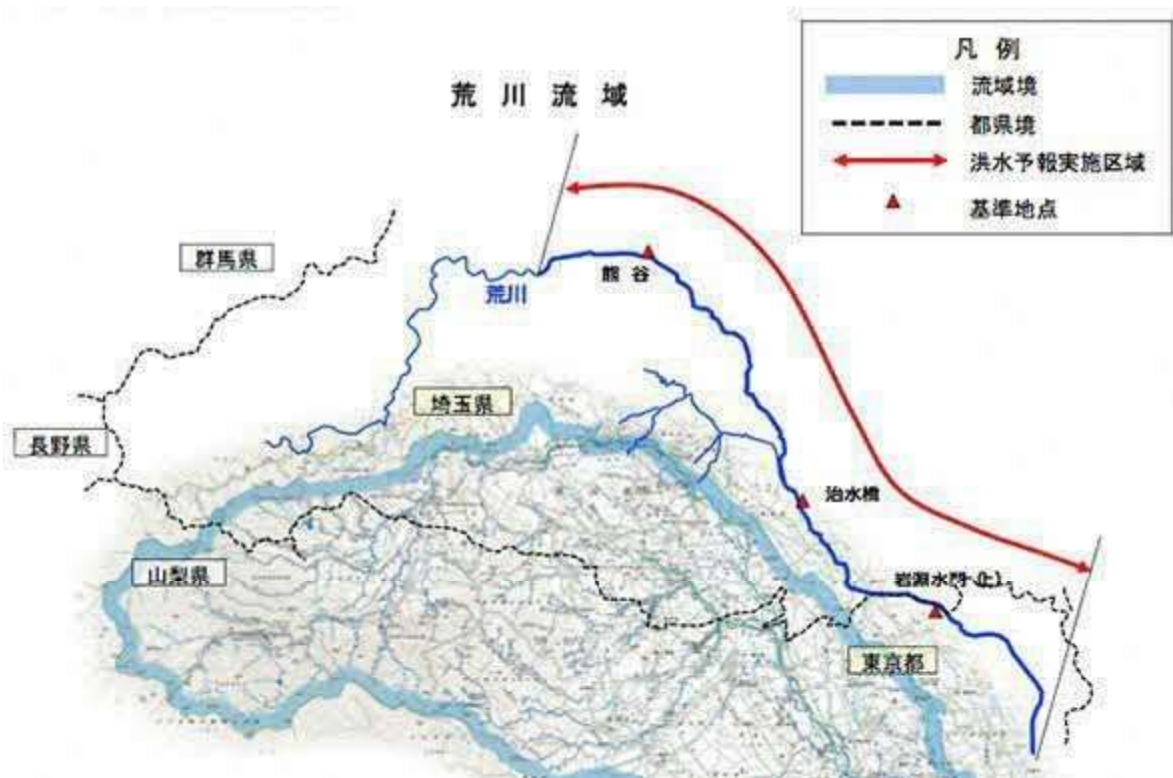 荒川流域
凡 例
流域境
都県境
洪水予報実施区域
基準地点
群馬県
熊谷
荒川
埼玉県
長野県
治水橋
山梨県
岩淵水門(上)
東京都